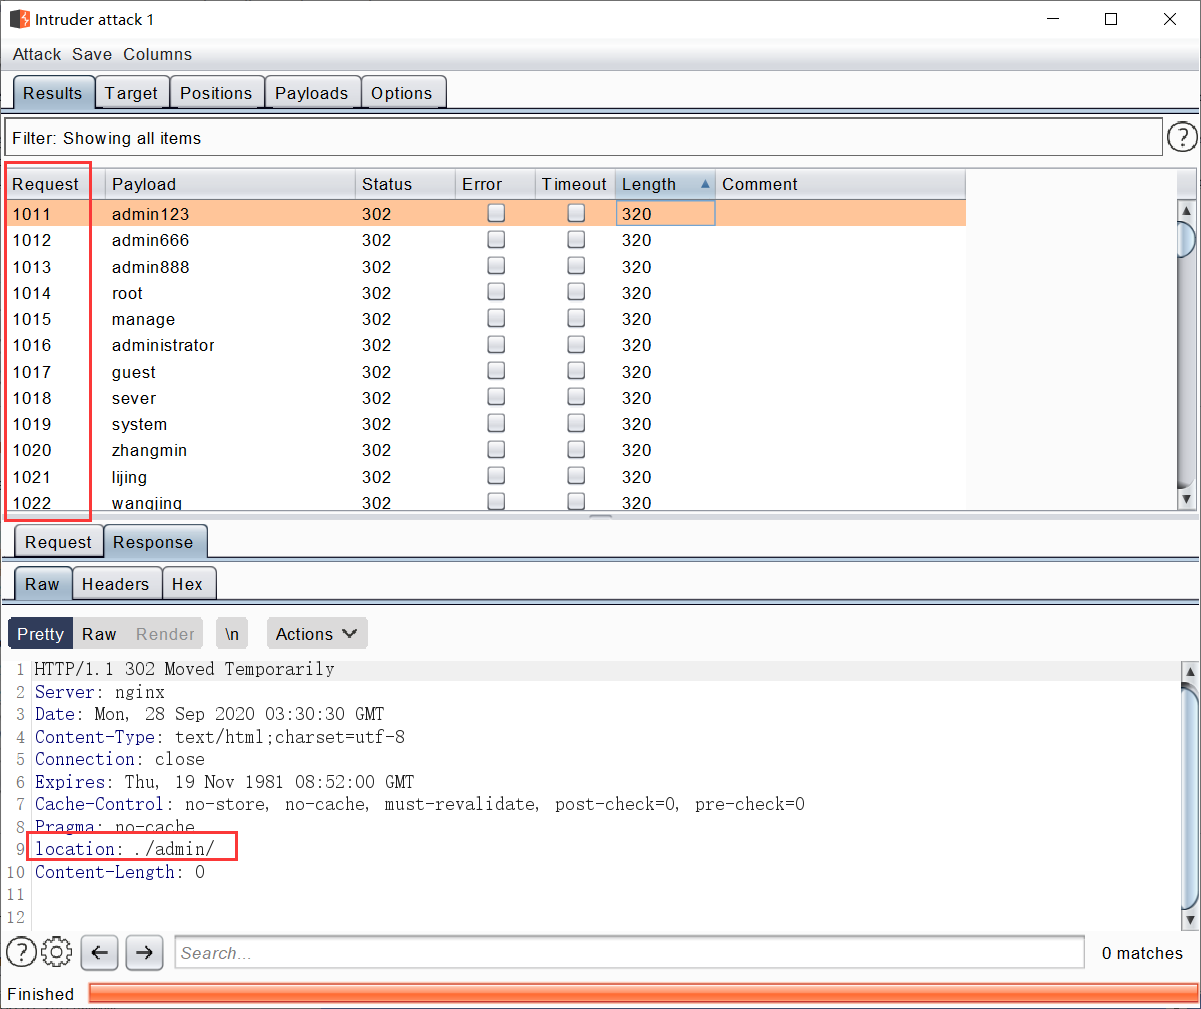 Intruder attack 1
Attack Save Columns
Results Target Positions Payloads Options
Filter: Showing all items
?
Request Payload Status Error Timeout Length Comment
1011 admin123 302 320
1012 admin666 302 320
1013 admin888 302 320
1014 root 302 320
1015 manage 302 320
1016 administrator 302 320
1017 guest 302 320
1018 sever 302 320
1019 system 302 320
1020 zhangmin 302 320
1021 lijing 302 320
1022 wangjing 302 320
Request Response
Raw Headers Hex
Pretty Raw Render \n Actions
1 HTTP/1.1 302 Moved Temporarily
2 Server: nginx
3 Date: Mon, 28 Sep 2020 03:30:30 GMT
4 Content-Type: text/html;charset=utf-8
5 Connection: close
6 Expires: Thu, 19 Nov 1981 08:52:00 GMT
7 Cache-Control: no-store, no-cache, must-revalidate, post-check=0, pre-check=0
8 Pragma: no-cache
9 location: ./admin/
10 Content-Length: 0
11
12
? Search... 0 matches
Finished